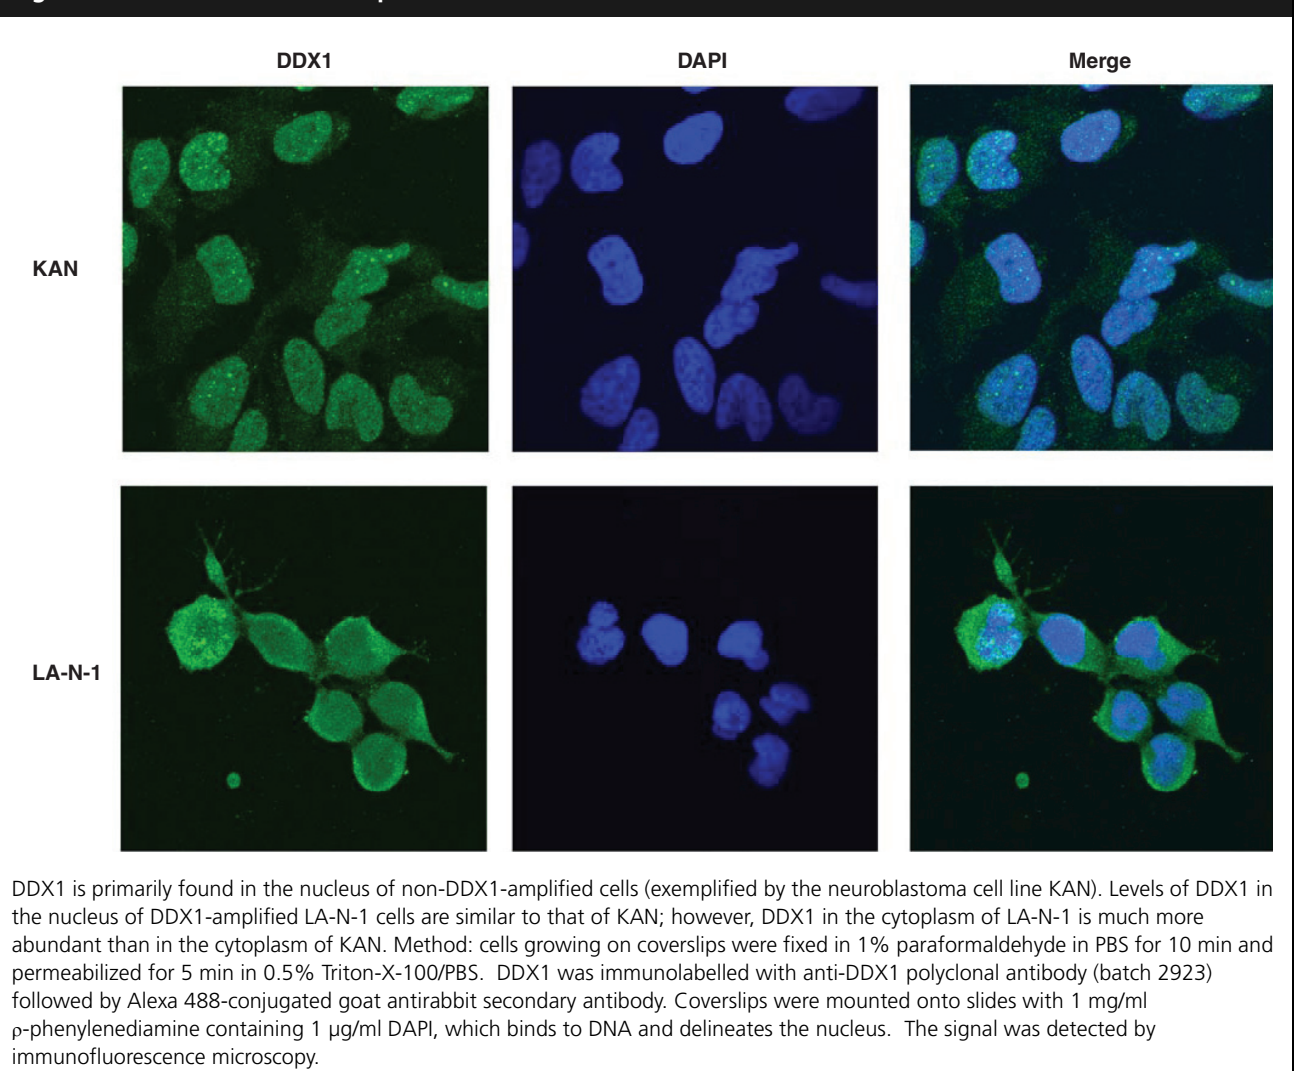 DDX1
DAPI
Merge
KAN
LA-N-1
DDX1 is primarily found in the nucleus of non-DDX1-amplified cells (exemplified by the neuroblastoma cell line KAN). Levels of DDX1 in
the nucleus of DDX1-amplified LA-N-1 cells are similar to that of KAN; however, DDX1 in the cytoplasm of LA-N-1 is much more
abundant than in the cytoplasm of KAN. Method: cells growing on coverslips were fixed in 1% paraformaldehyde in PBS for 10 min and
permeabilized for 5 min in 0.5% Triton-X-100/PBS.  DDX1 was immunolabelled with anti-DDX1 polyclonal antibody (batch 2923)
followed by Alexa 488-conjugated goat antirabbit secondary antibody. Coverslips were mounted onto slides with 1 mg/ml
ρ-phenylenediamine containing 1 µg/ml DAPI, which binds to DNA and delineates the nucleus.  The signal was detected by
immunofluorescence microscopy.